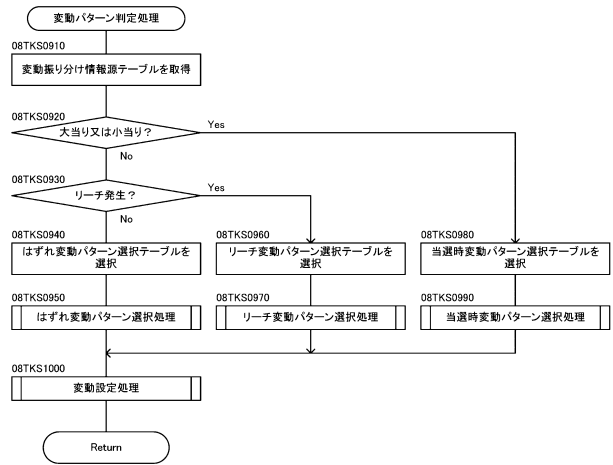 変動パターン判定処理
08TKS0910
変動振り分け情報源テーブルを取得
08TKS0920
大当り又は小当り？
Yes
No
08TKS0930
リーチ発生？
Yes
No
08TKS0940
はずれ変動パターン選択テーブルを
選択
08TKS0960
リーチ変動パターン選択テーブルを
選択
08TKS0980
当選時変動パターン選択テーブルを
選択
08TKS0950
はずれ変動パターン選択処理
08TKS0970
リーチ変動パターン選択処理
08TKS0990
当選時変動パターン選択処理
08TKS1000
変動設定処理
Return